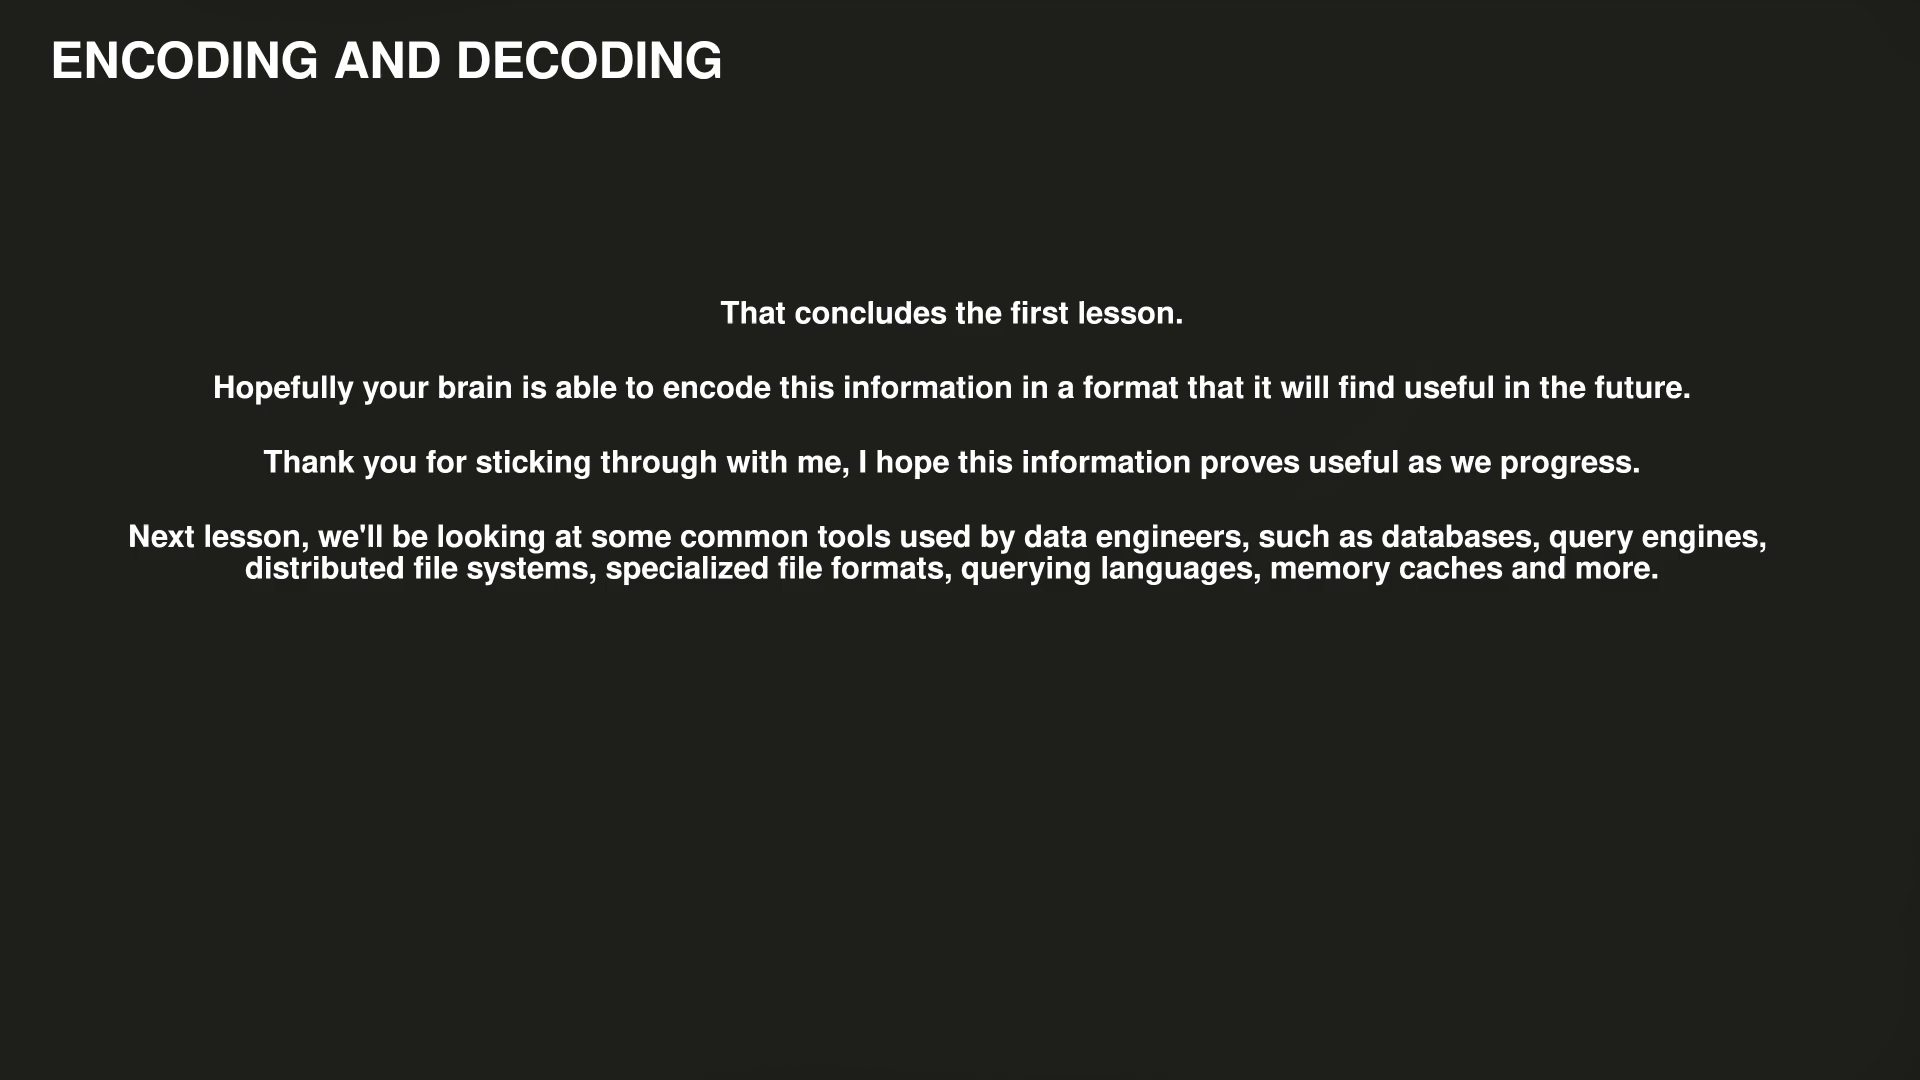 ENCODING AND DECODING
That concludes the first lesson.
Hopefully your brain is able to encode this information in a format that it will find useful in the future.
Thank you for sticking through with me, I hope this information proves useful as we progress.
Next lesson, we'll be looking at some common tools used by data engineers, such as databases, query engines,
distributed file systems, specialized file formats, querying languages, memory caches and more.